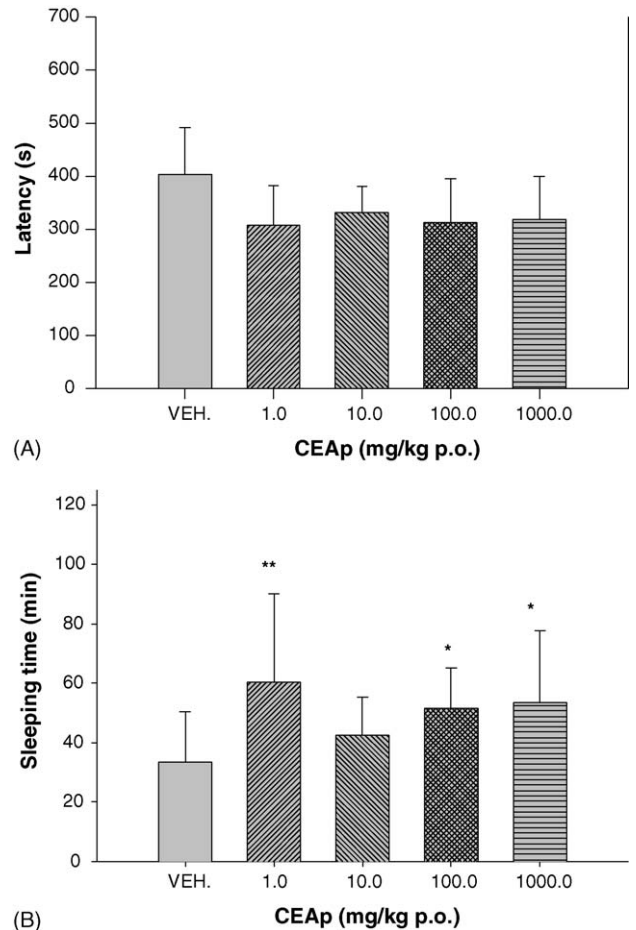 700
600
500
400
300
200
100
0
Latency (s)
VEH. 1.0 10.0 100.0 1000.0
(A) CEAp (mg/kg p.o.)
120
100
80
60
40
20
0
Sleeping time (min)
** * *
VEH. 1.0 10.0 100.0 1000.0
(B) CEAp (mg/kg p.o.)